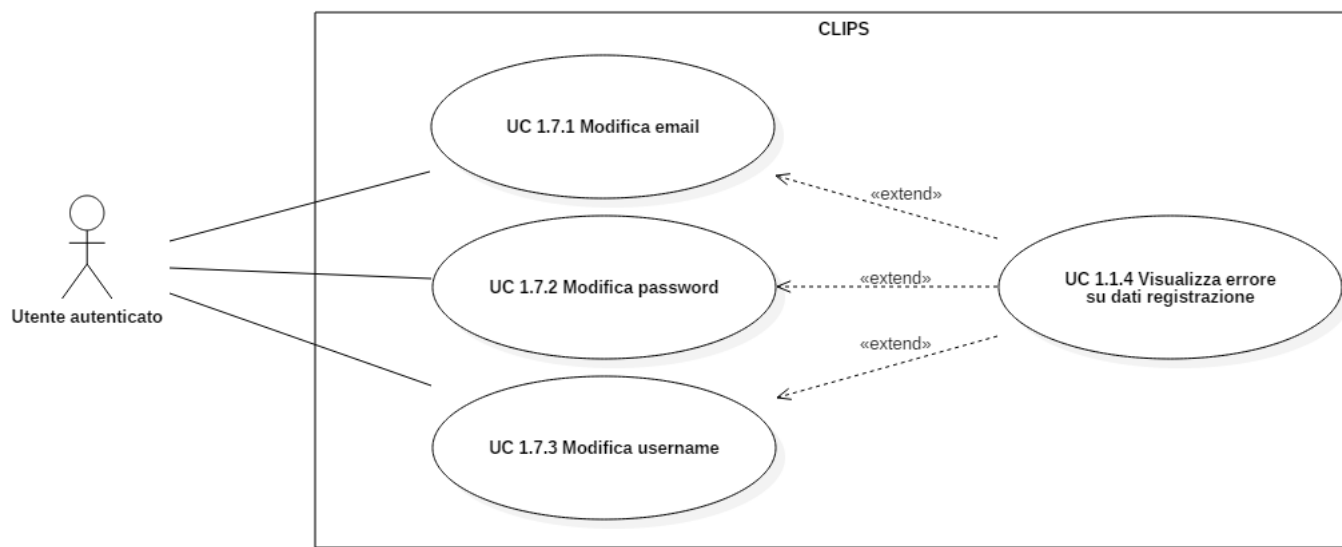 CLIPS
UC 1.7.1 Modifica email
«extend»
UC 1.7.2 Modifica password
«extend»
UC 1.1.4 Visualizza errore
su dati registrazione
Utente autenticato
«extend»
UC 1.7.3 Modifica username